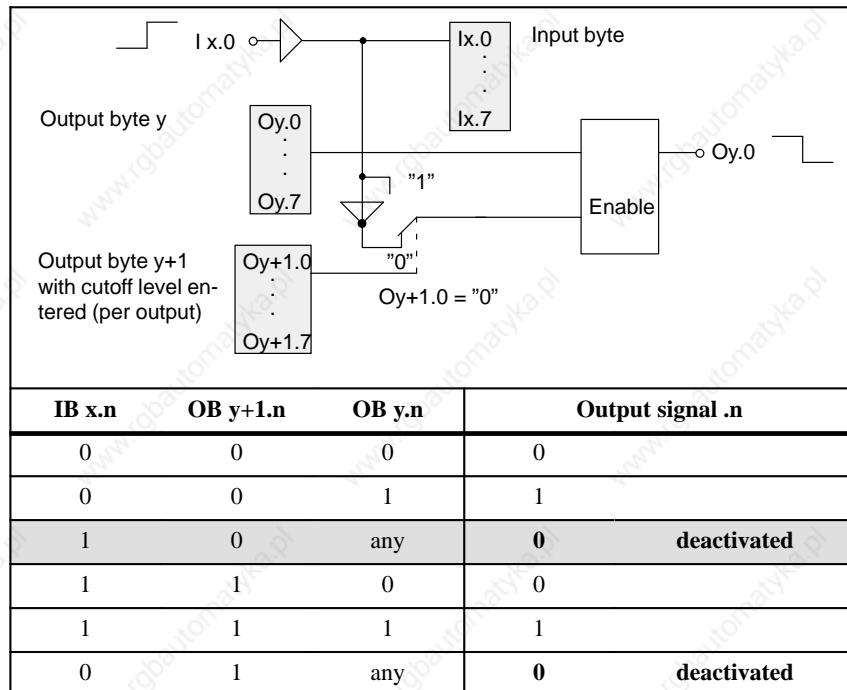 I x.0
Ix.0
.
.
.
Ix.7
Input byte
Output byte y
Oy.0
.
.
.
Oy.7
Oy.0
"1"
Enable
Output byte y+1
with cutoff level en-
tered (per output)
Oy+1.0
.
.
.
Oy+1.7
"0"
Oy+1.0 = "0"
IB x.n OB y+1.n OB y.n Output signal .n
0 0 0 0
0 0 1 1
1 0 any 0 deactivated
1 1 0 0
1 1 1 1
0 1 any 0 deactivated
www.rgbautomatyka.pl